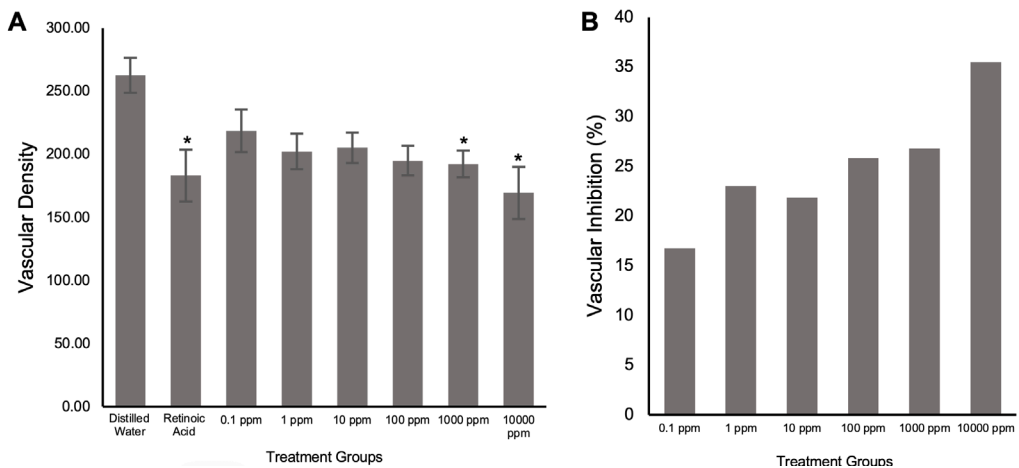 A
300.00
250.00
200.00
150.00
100.00
50.00
0.00
Vascular Density
*
*
*
Distilled
Water
Retinoic
Acid
0.1 ppm
1 ppm
10 ppm
100 ppm
1000 ppm
10000
ppm
Treatment Groups
B
40
35
30
25
20
15
10
5
0
Vascular Inhibition (%)
0.1 ppm
1 ppm
10 ppm
100 ppm
1000 ppm
10000 ppm
Treatment Groups